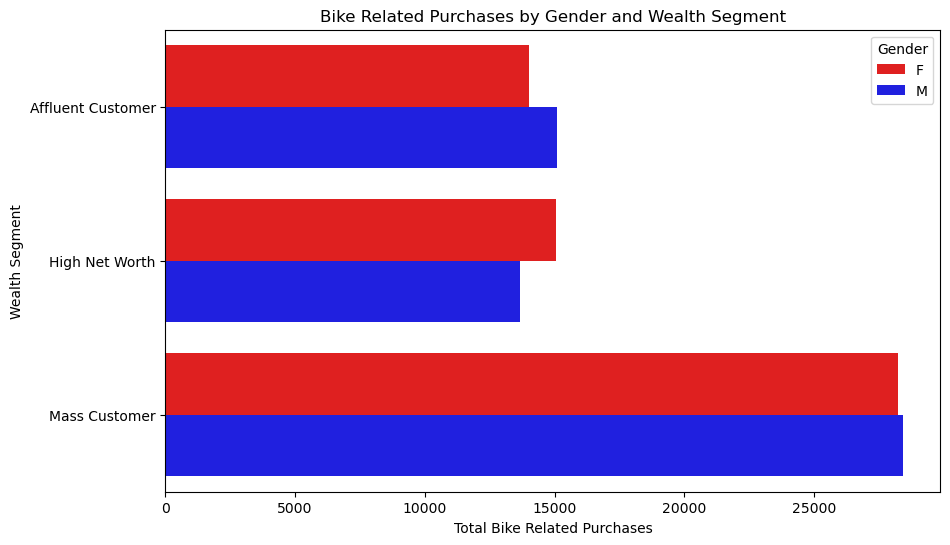 Bike Related Purchases by Gender and Wealth Segment
Gender
F
M
Wealth Segment
Affluent Customer
High Net Worth
Mass Customer
0 5000 10000 15000 20000 25000
Total Bike Related Purchases